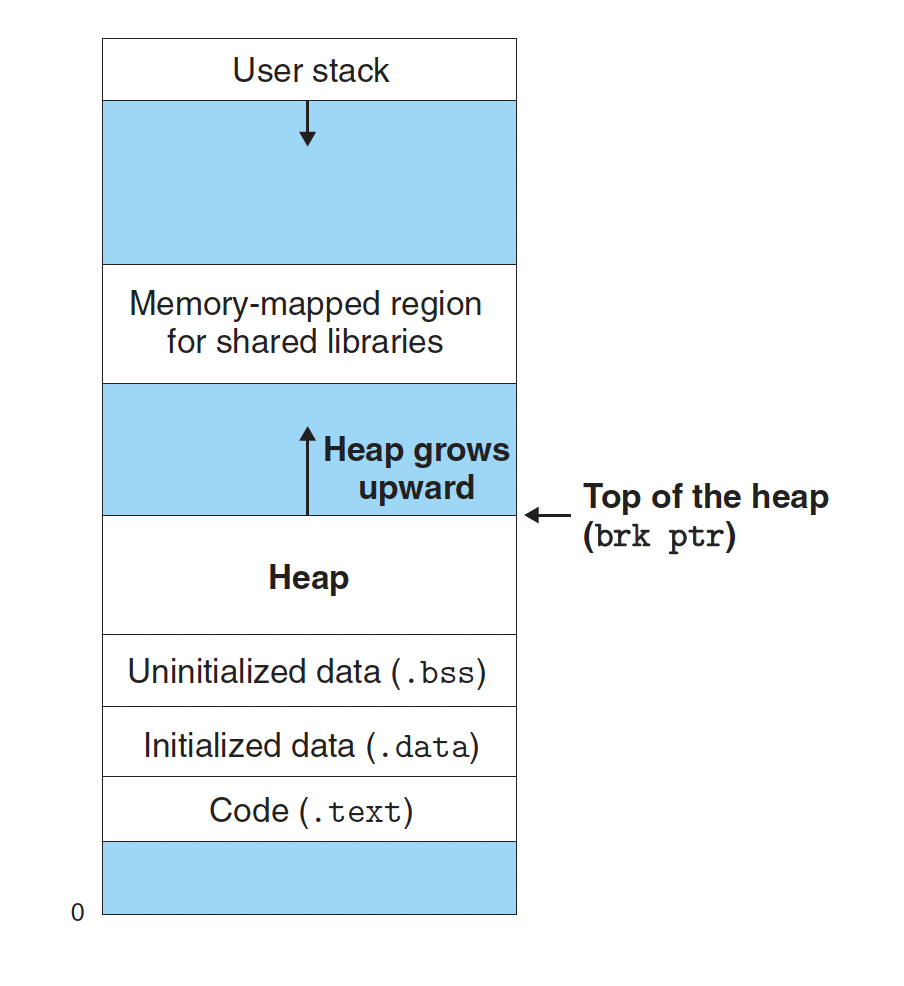 User stack
Memory-mapped region
for shared libraries
Heap grows
upward
Top of the heap
(brk ptr)
Heap
Uninitialized data (.bss)
Initialized data (.data)
Code (.text)
0